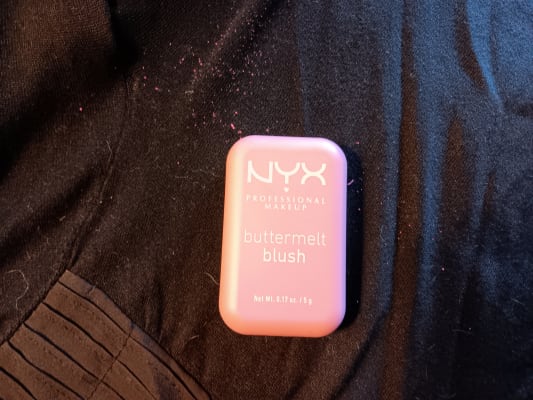 NYX
PROFESSIONAL
MAKEUP
buttermelt
blush
Net Wt. 0.17 oz. / 5 g